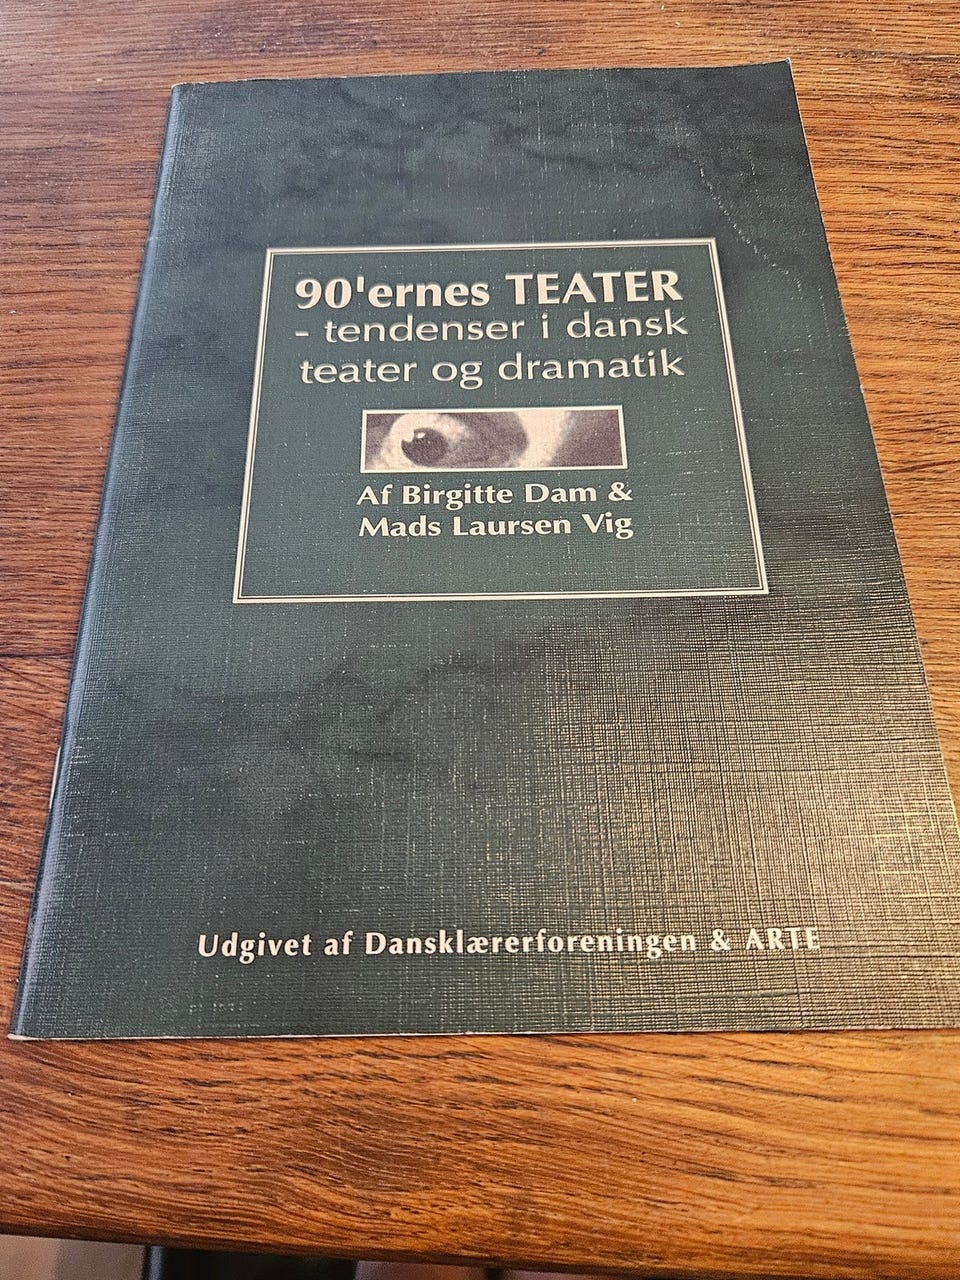 90'ernes TEATER
- tendenser i dansk
teater og dramatik
Af Birgitte Dam &
Mads Laursen Vig
Udgivet af Dansklærerforeningen & ARTE